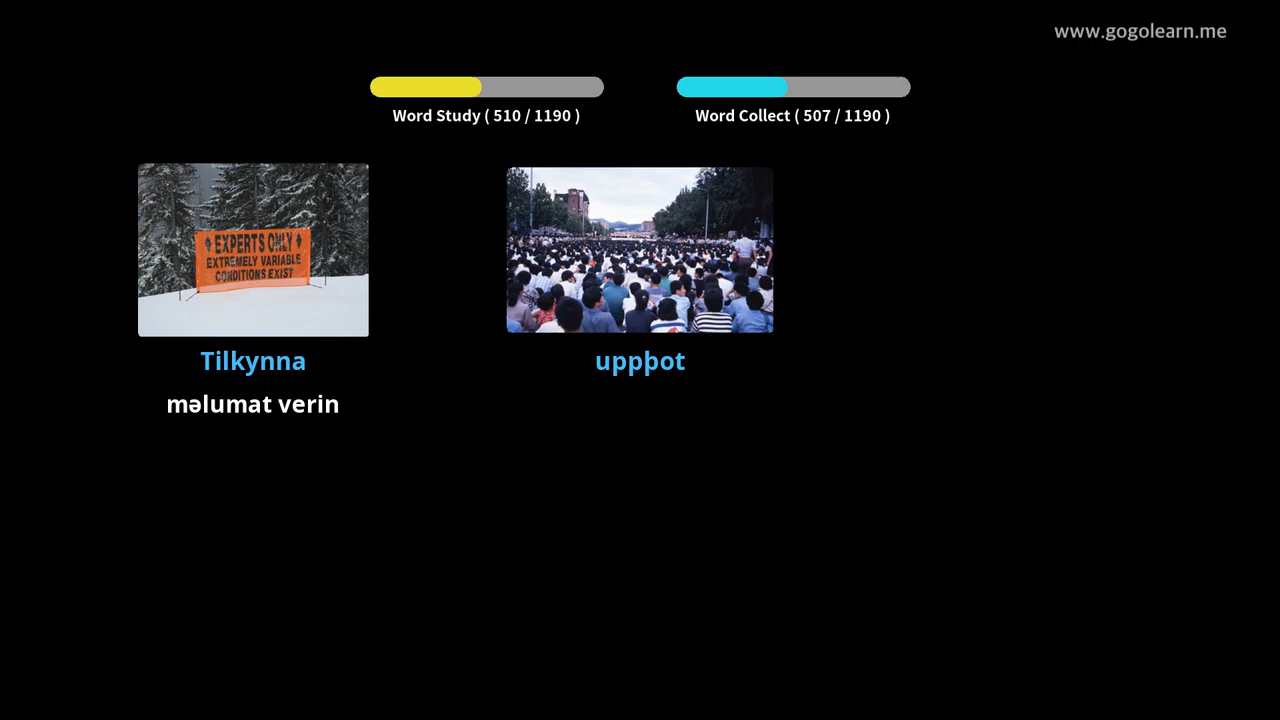 www.gogolearn.me
Word Study ( 510 / 1190 )
Word Collect ( 507 / 1190 )
EXPERTS ONLY
EXTREMELY VARIABLE
CONDITIONS EXIST
Tilkynna
uppþot
məlumat verin